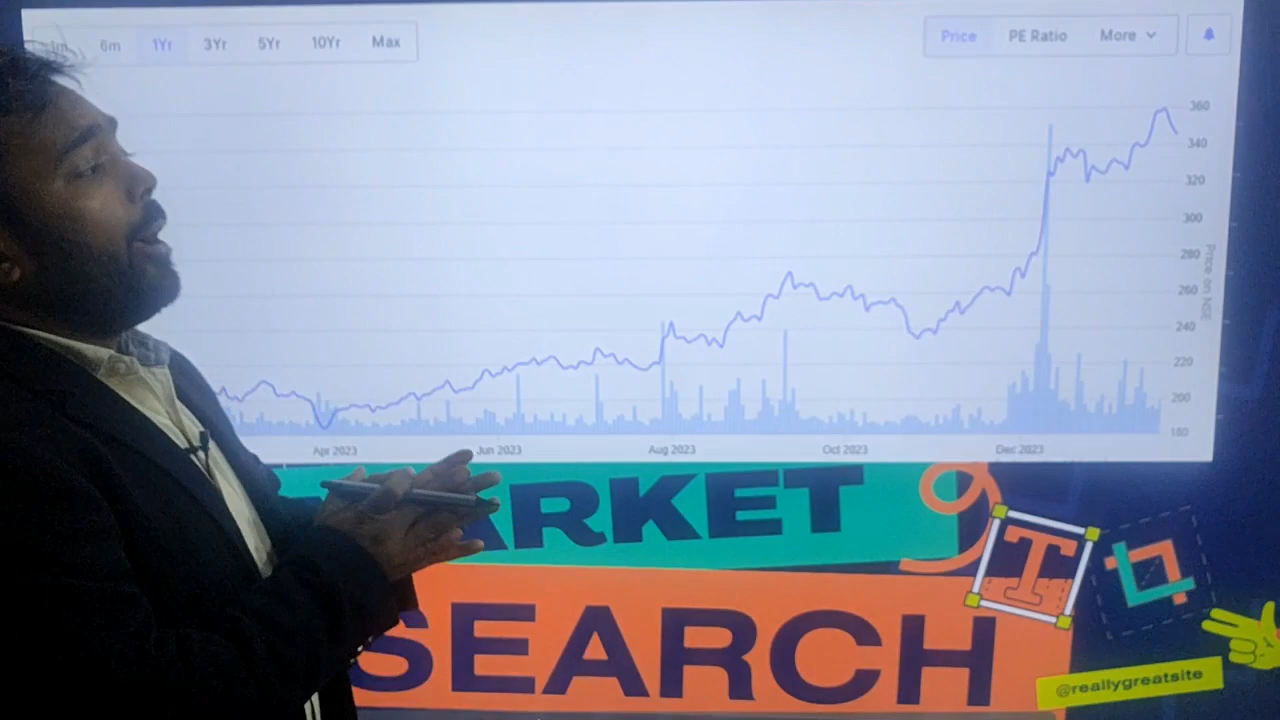 6m 1Yr 3Yr 5Yr 10Yr Max
Price PE Ratio More
360
340
320
300
280
260
240
220
200
180
Price on NSE
Apr 2023 Jun 2023 Aug 2023 Oct 2023 Dec 2023
ARKET
SEARCH
T
@reallygreatsite